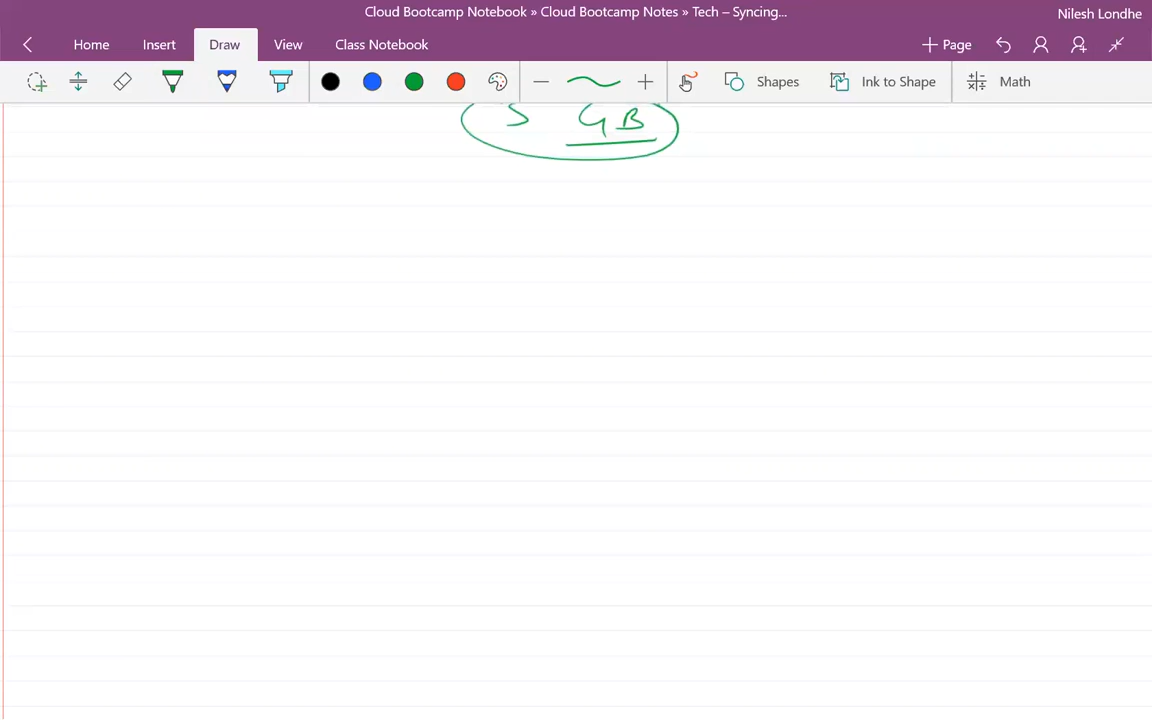 Cloud Bootcamp Notebook » Cloud Bootcamp Notes » Tech – Syncing...
Nilesh Londhe
Home Insert Draw View Class Notebook
Page
Shapes Ink to Shape Math
GB